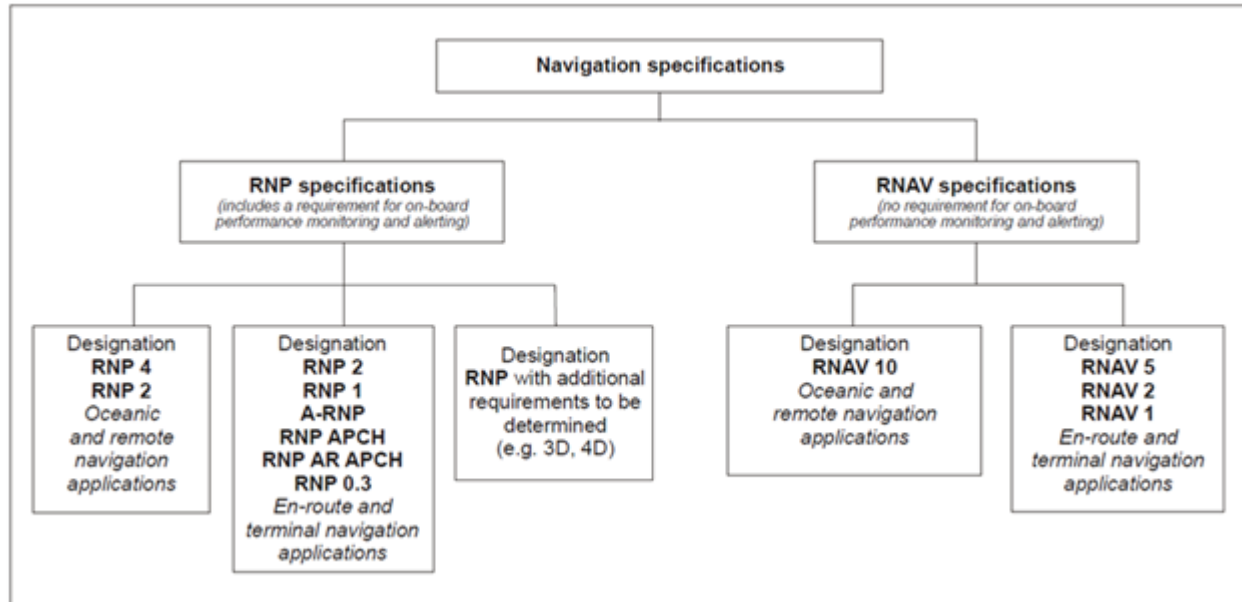 Navigation specifications
RNP specifications
(includes a requirement for on-board
performance monitoring and alerting)
RNAV specifications
(no requirement for on-board
performance monitoring and alerting)
Designation
RNP 4
RNP 2
Oceanic
and remote
navigation
applications
Designation
RNP 2
RNP 1
A-RNP
RNP APCH
RNP AR APCH
RNP 0.3
En-route and
terminal navigation
applications
Designation
RNP with additional
requirements to be
determined
(e.g. 3D, 4D)
Designation
RNAV 10
Oceanic and
remote navigation
applications
Designation
RNAV 5
RNAV 2
RNAV 1
En-route and
terminal navigation
applications